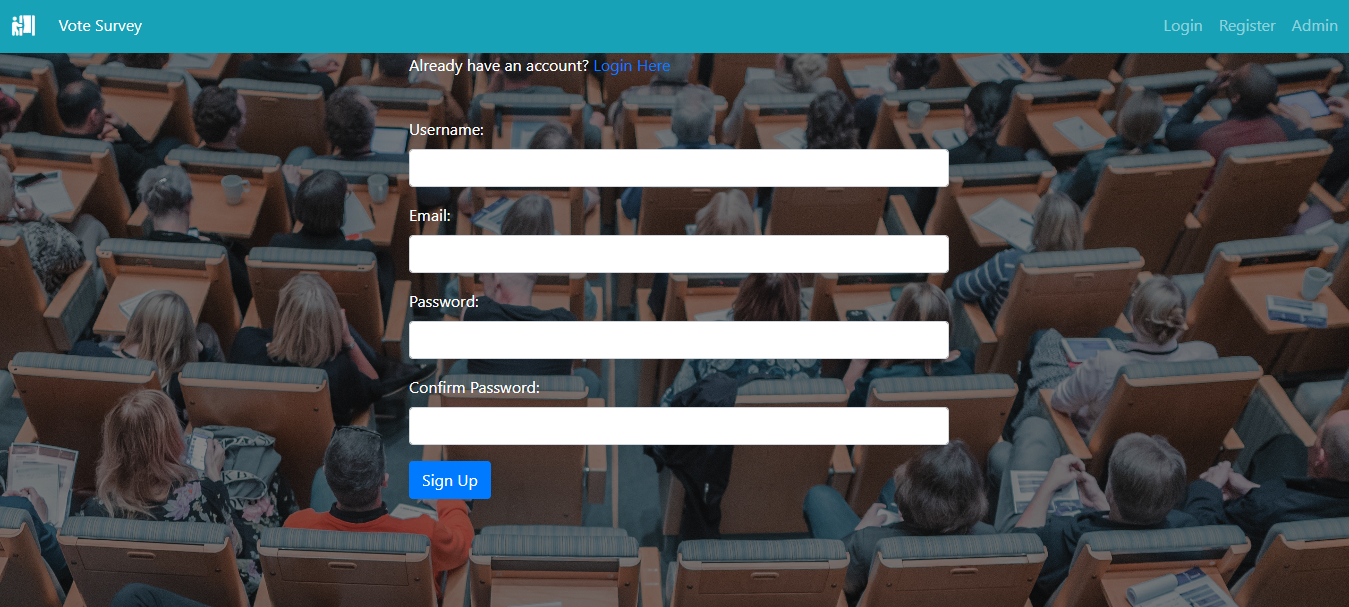 Vote Survey
Login Register Admin
Already have an account? Login Here
Username:
Email:
Password:
Confirm Password:
Sign Up